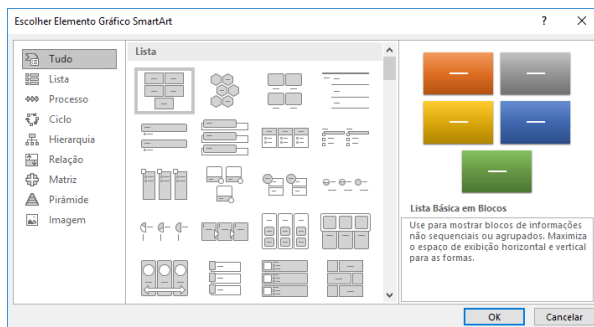 Escolher Elemento Gráfico SmartArt
?
Tudo
Lista
Processo
Ciclo
Hierarquia
Relação
Matriz
Pirâmide
Imagem
Lista
Lista Básica em Blocos
Use para mostrar blocos de informações
não sequenciais ou agrupados. Maximiza
o espaço de exibição horizontal e vertical
para as formas.
OK
Cancelar